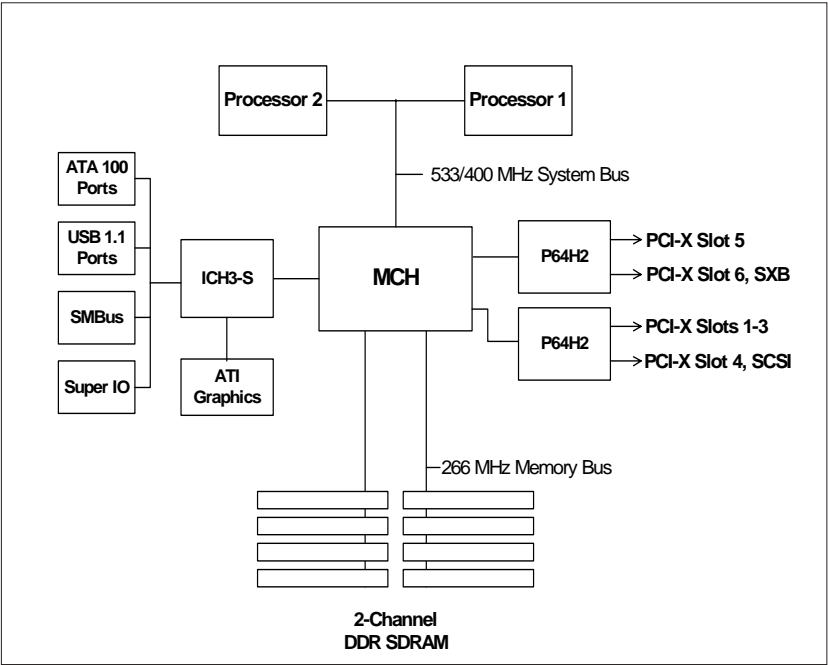 Processor 2
Processor 1
533/400 MHz System Bus
ATA 100
Ports
USB 1.1
Ports
SMBus
Super IO
ICH3-S
ATI
Graphics
MCH
P64H2
PCI-X Slot 5
PCI-X Slot 6, SXB
P64H2
PCI-X Slots 1-3
PCI-X Slot 4, SCSI
266 MHz Memory Bus
2-Channel
DDR SDRAM